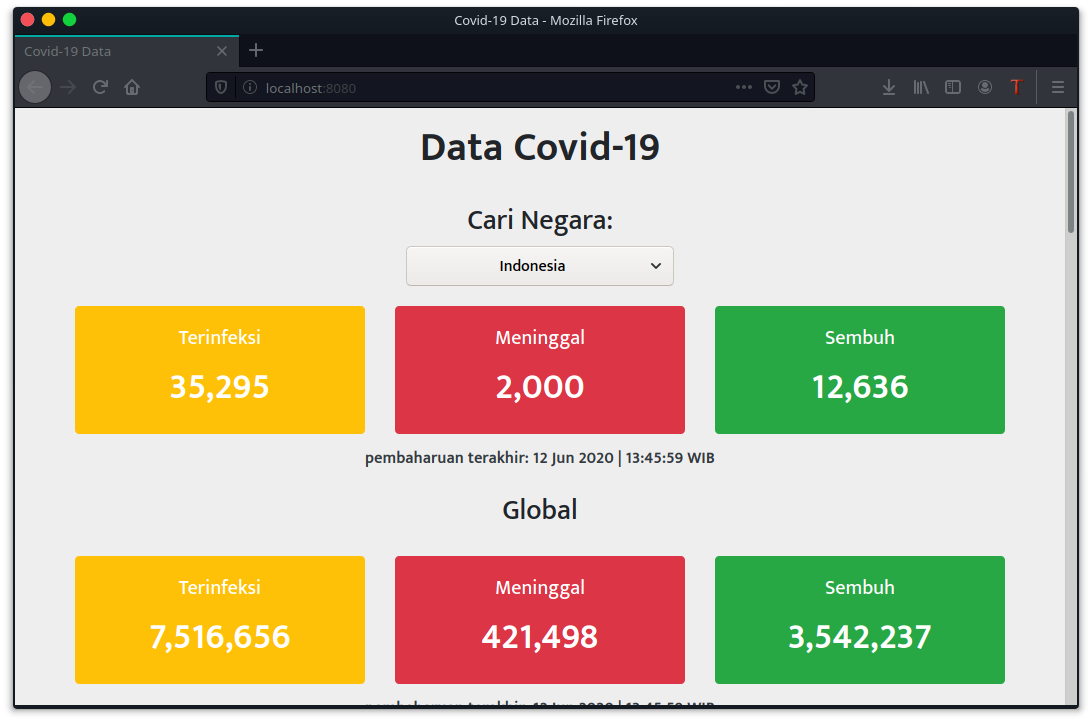 Covid-19 Data - Mozilla Firefox
Covid-19 Data
localhost:8080
Data Covid-19
Cari Negara:
Indonesia
Terinfeksi Meninggal Sembuh
35,295 2,000 12,636
pembaharuan terakhir: 12 Jun 2020 | 13:45:59 WIB
Global
Terinfeksi Meninggal Sembuh
7,516,656 421,498 3,542,237